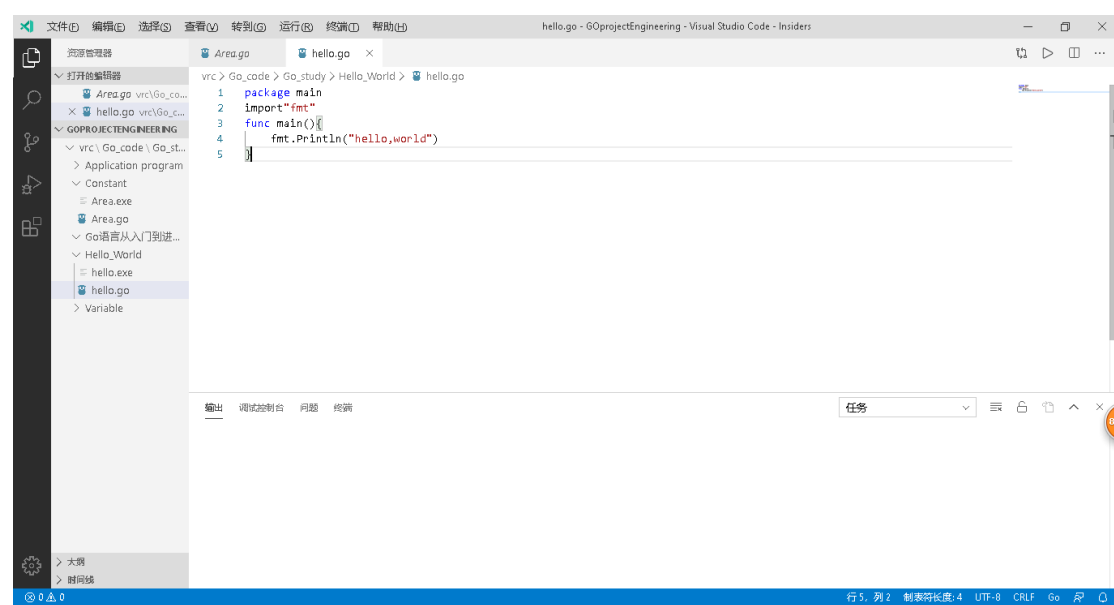 文件(F) 编辑(E) 选择(S) 查看(V) 转到(G) 运行(R) 终端(T) 帮助(H) hello.go - GOprojectEngineering - Visual Studio Code - Insiders
资源管理器
打开的编辑器
Area.go vrc\Go_co...
hello.go vrc\Go_c...
GOPROJECTENGINEERING
vrc \ Go_code \ Go_st...
Application program
Constant
Area.exe
Area.go
Go语言从入门到进...
Hello_World
hello.exe
hello.go
Variable
大纲
时间线
Area.go hello.go
vrc > Go_code > Go_study > Hello_World > hello.go
1 package main
2 import"fmt"
3 func main(){
4 fmt.Println("hello,world")
5 }
输出 调试控制台 问题 终端 任务
0 0 行 5，列 2 制表符长度: 4 UTF-8 CRLF Go